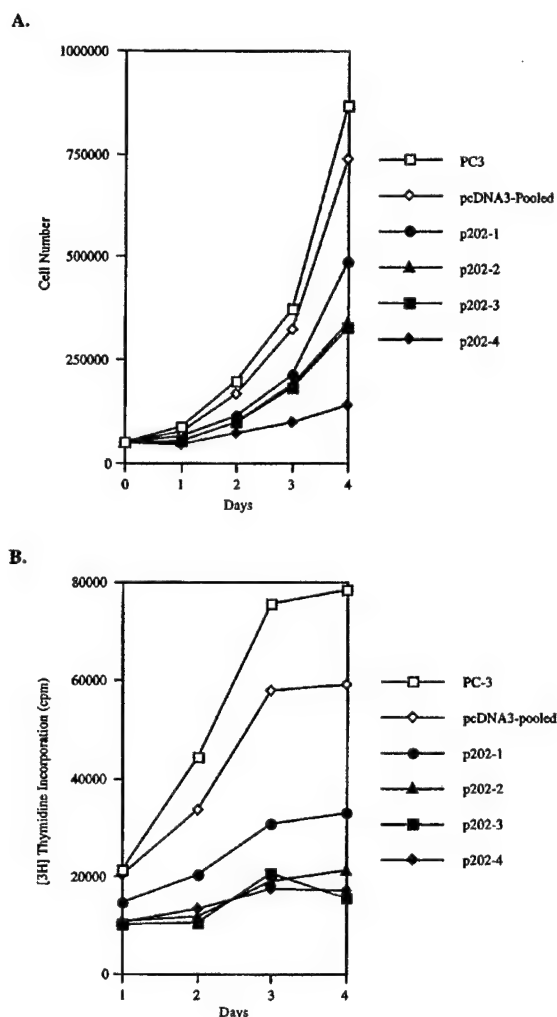 A.
1000000
750000
500000
250000
0
Cell Number
0 1 2 3 4
Days
PC3
pcDNA3-Pooled
p202-1
p202-2
p202-3
p202-4
B.
80000
60000
40000
20000
0
[3H] Thymidine Incorporation (cpm)
1 2 3 4
Days
PC-3
pcDNA3-pooled
p202-1
p202-2
p202-3
p202-4